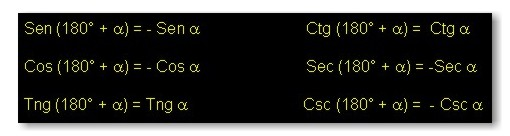 Sen (180° + α) = - Sen α Ctg (180° + α) = Ctg α
Cos (180° + α) = - Cos α Sec (180° + α) = -Sec α
Tng (180° + α) = Tng α Csc (180° + α) = - Csc α